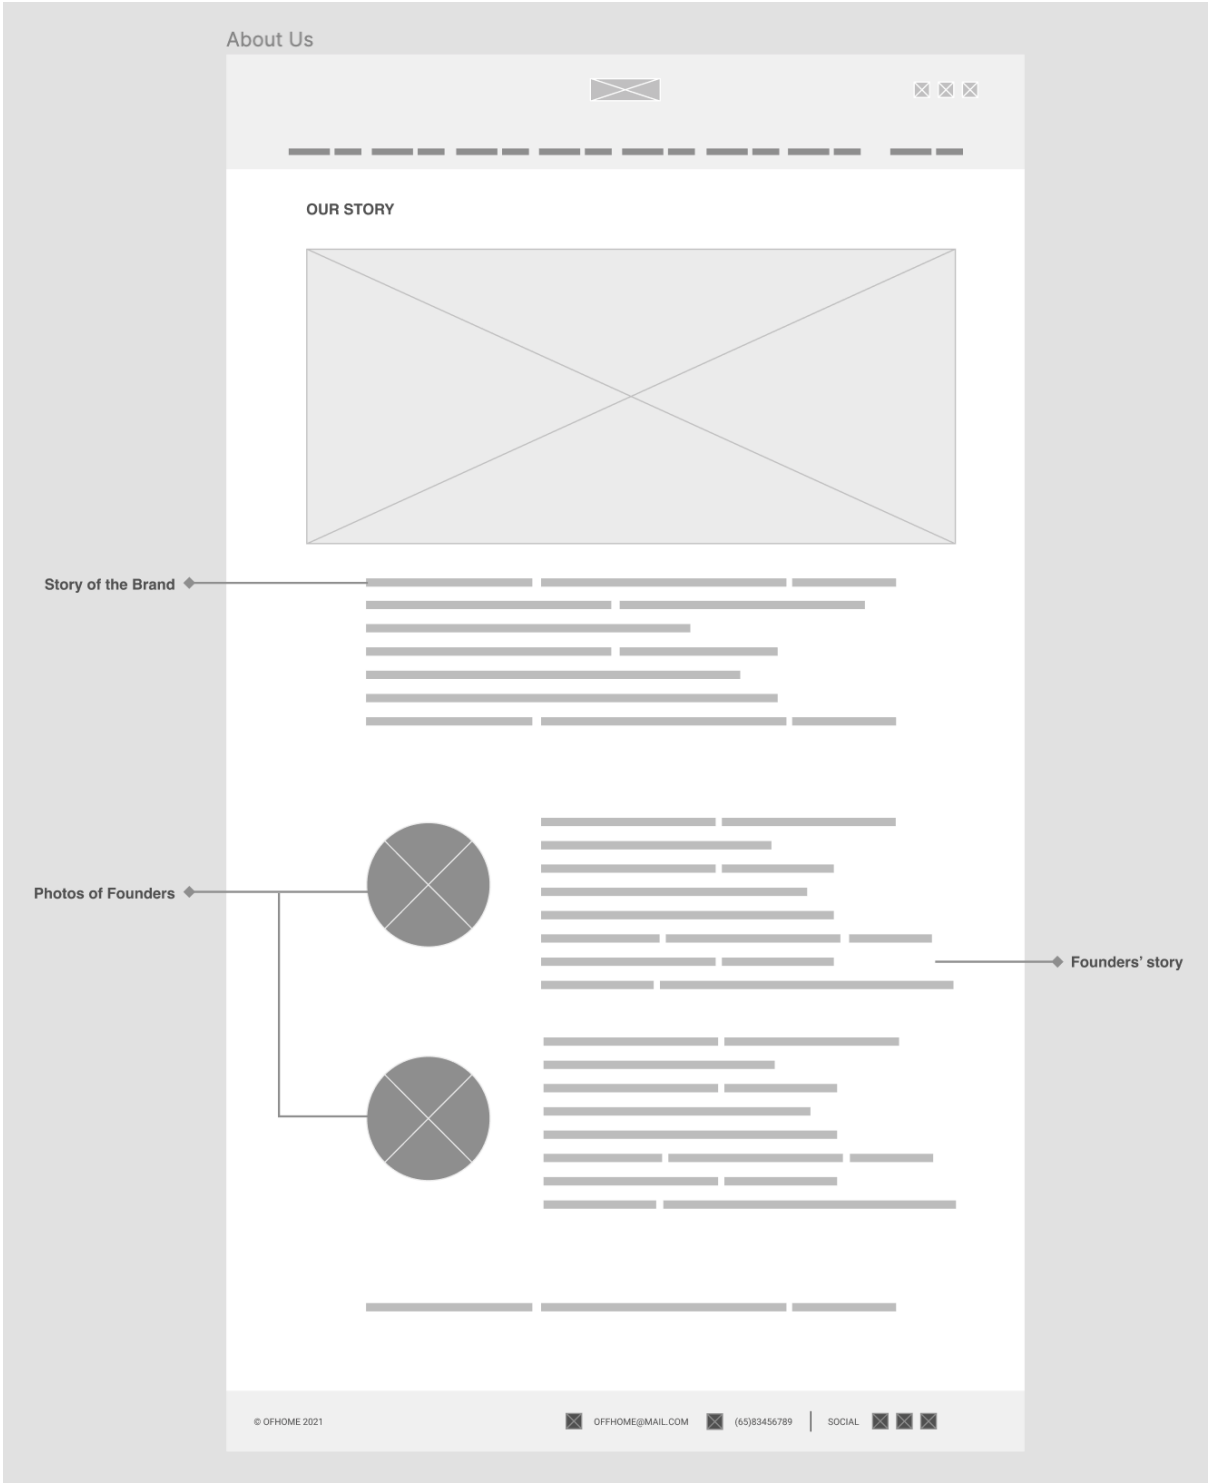 About Us
OUR STORY
Story of the Brand
Photos of Founders
Founders’ story
© OFHOME 2021
OFFHOME@MAIL.COM
(65)83456789
SOCIAL